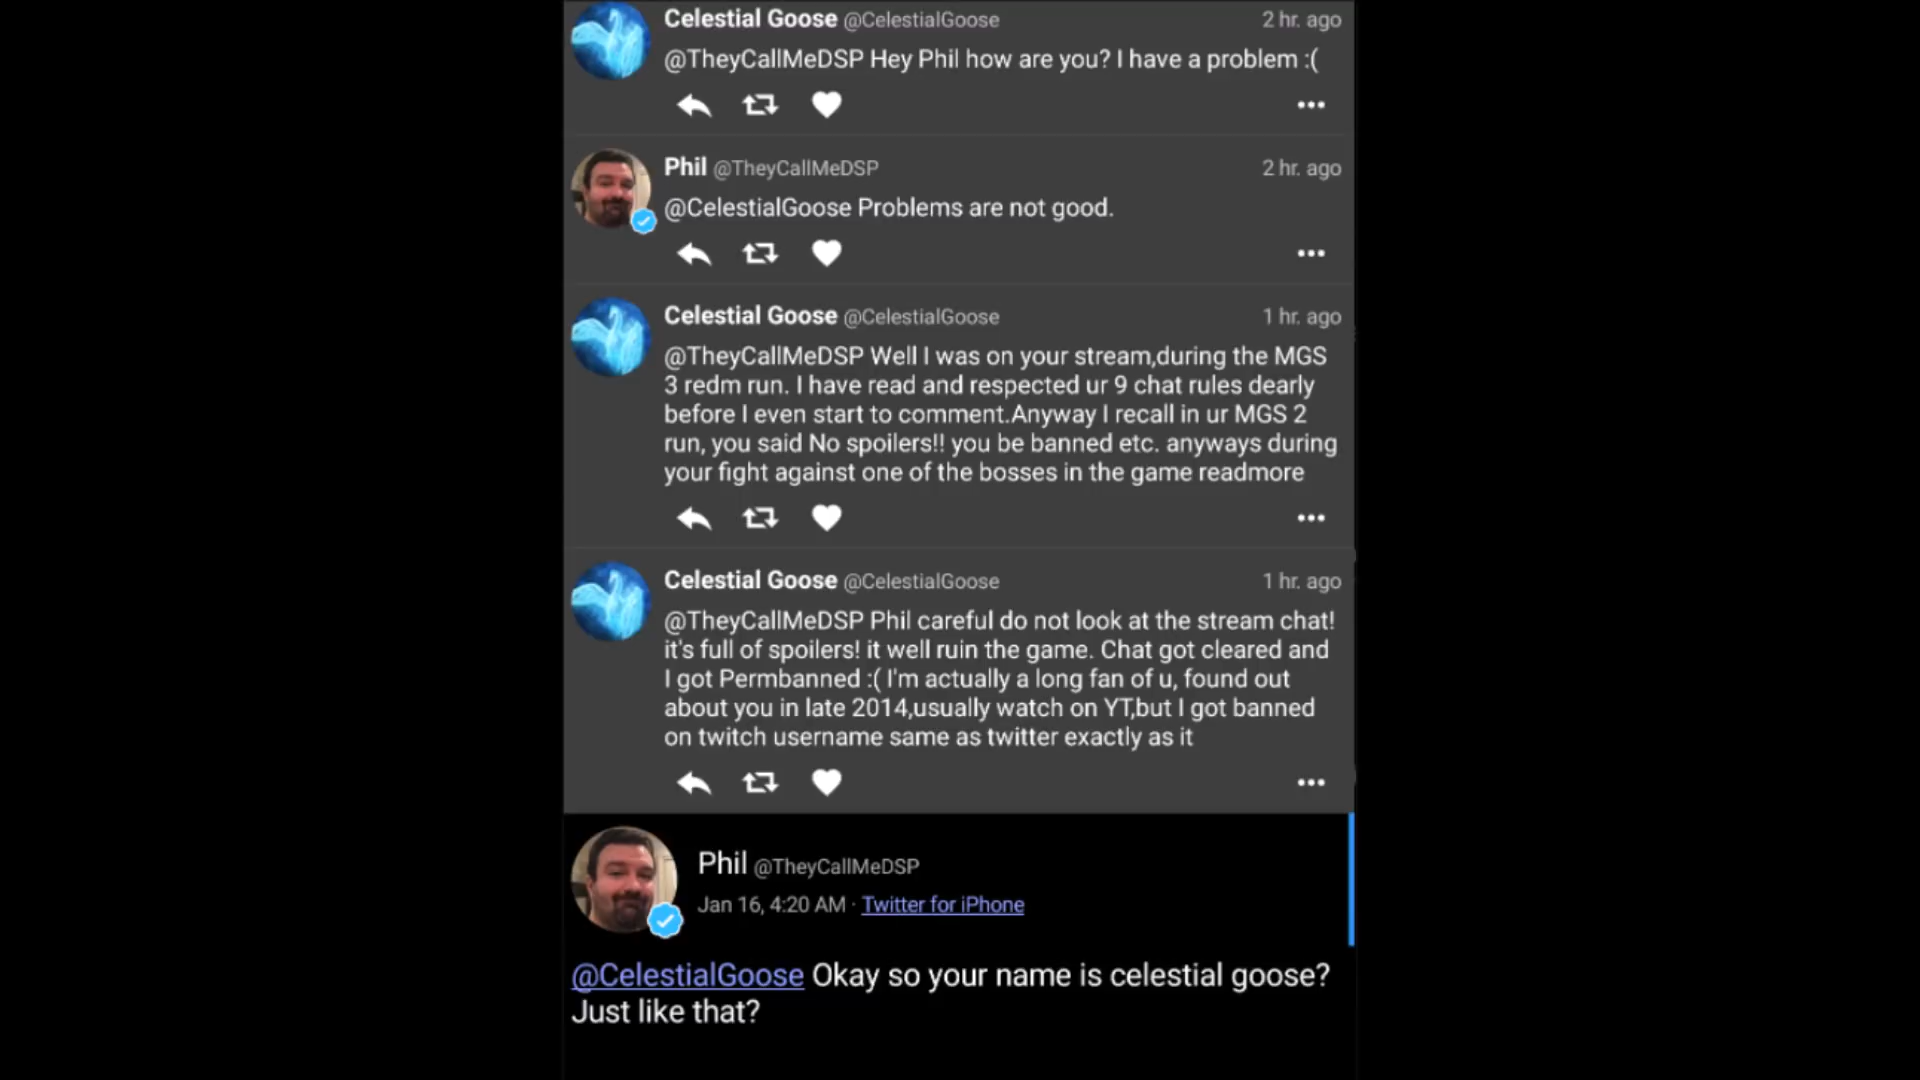 Celestial Goose @CelestialGoose 2 hr. ago
@TheyCallMeDSP Hey Phil how are you? I have a problem :(
Phil @TheyCallMeDSP 2 hr. ago
@CelestialGoose Problems are not good.
Celestial Goose @CelestialGoose 1 hr. ago
@TheyCallMeDSP Well I was on your stream,during the MGS
3 redm run. I have read and respected ur 9 chat rules dearly
before I even start to comment.Anyway I recall in ur MGS 2
run, you said No spoilers!! you be banned etc. anyways during
your fight against one of the bosses in the game readmore
Celestial Goose @CelestialGoose 1 hr. ago
@TheyCallMeDSP Phil careful do not look at the stream chat!
it's full of spoilers! it well ruin the game. Chat got cleared and
I got Permbanned :( I'm actually a long fan of u, found out
about you in late 2014,usually watch on YT,but I got banned
on twitch username same as twitter exactly as it
Phil @TheyCallMeDSP
Jan 16, 4:20 AM · Twitter for iPhone
@CelestialGoose Okay so your name is celestial goose?
Just like that?